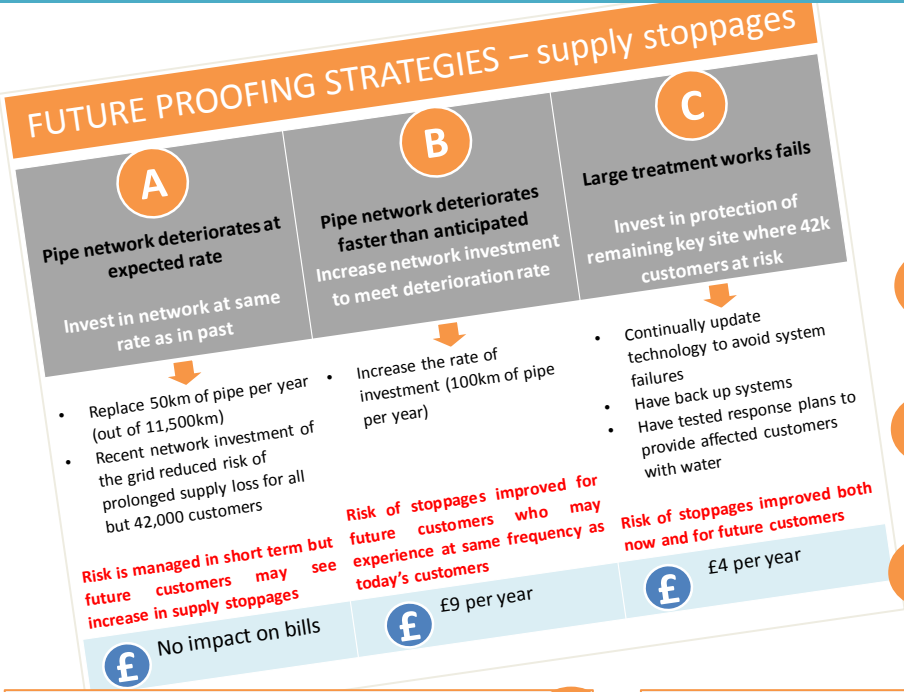 FUTURE PROOFING STRATEGIES – supply stoppages
A
Pipe network deteriorates at
expected rate
Invest in network at same
rate as in past
• Replace 50km of pipe per year
(out of 11,500km)
• Recent network investment of
the grid reduced risk of
prolonged supply loss for all
but 42,000 customers
Risk is managed in short term but
future customers may see
increase in supply stoppages
£ No impact on bills
B
Pipe network deteriorates
faster than anticipated
Increase network investment
to meet deterioration rate
• Increase the rate of
investment (100km of pipe
per year)
Risk of stoppages improved for
future customers who may
experience at same frequency as
today's customers
£ £9 per year
C
Large treatment works fails
Invest in protection of
remaining key site where 42k
customers at risk
• Continually update
technology to avoid system
failures
• Have back up systems
• Have tested response plans to
provide affected customers
with water
Risk of stoppages improved both
now and for future customers
£ £4 per year